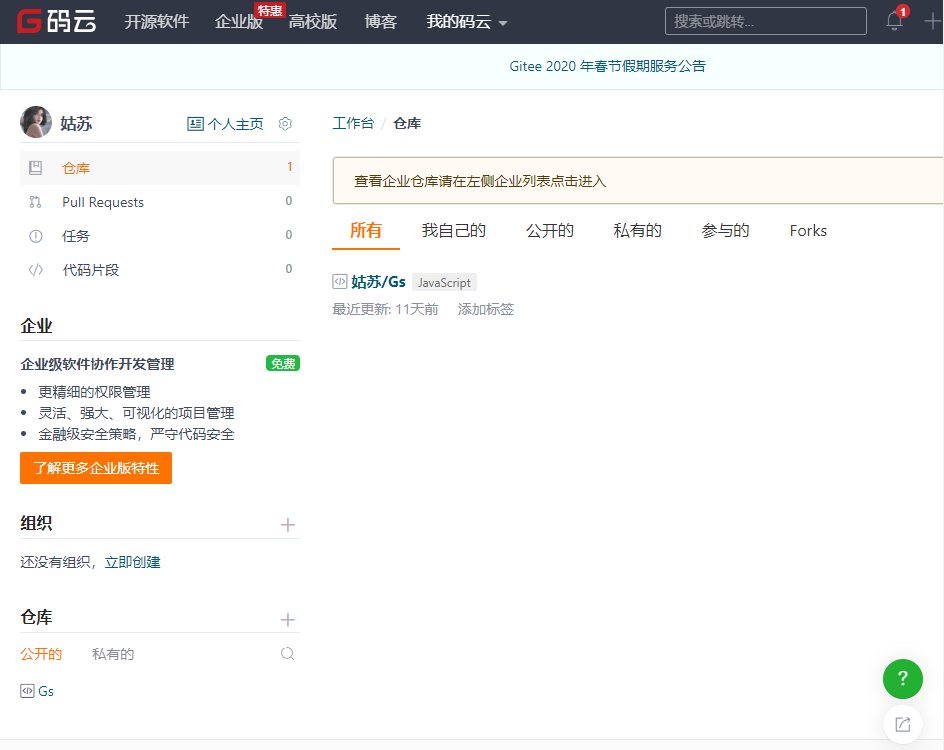 G码云 开源软件 企业版 特惠 高校版 博客 我的码云 搜索或跳转... 1
Gitee 2020 年春节假期服务公告
姑苏 个人主页
仓库 1
Pull Requests 0
任务 0
代码片段 0
企业
企业级软件协作开发管理 免费
更精细的权限管理
灵活、强大、可视化的项目管理
金融级安全策略，严守代码安全
了解更多企业版特性
组织
还没有组织，立即创建
仓库
公开的 私有的
Gs
工作台 / 仓库
查看企业仓库请在左侧企业列表点击进入
所有 我自己的 公开的 私有的 参与的 Forks
姑苏/Gs JavaScript
最近更新: 11天前 添加标签
?